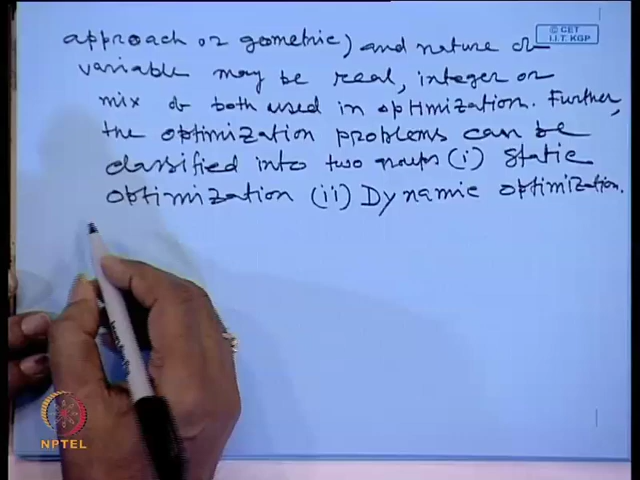 © CET
I.I.T. KGP
approach or geometric) and nature of
variable may be real, integer or
mix of both used in optimization. Further,
the optimization problems can be
classified into two groups (i) Static
optimization (ii) Dynamic optimization.
NPTEL